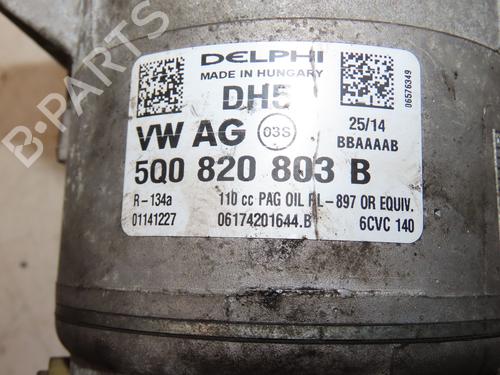 DELPHI
MADE IN HUNGARY
DH5
06576349
VW AG 03S
25/14
BBAAAAB
5Q0 820 803 B
R-134a 110 cc PAG OIL RL-897 OR EQUIV.
01141227 06174201644.B 6CVC 140
B-PARTS